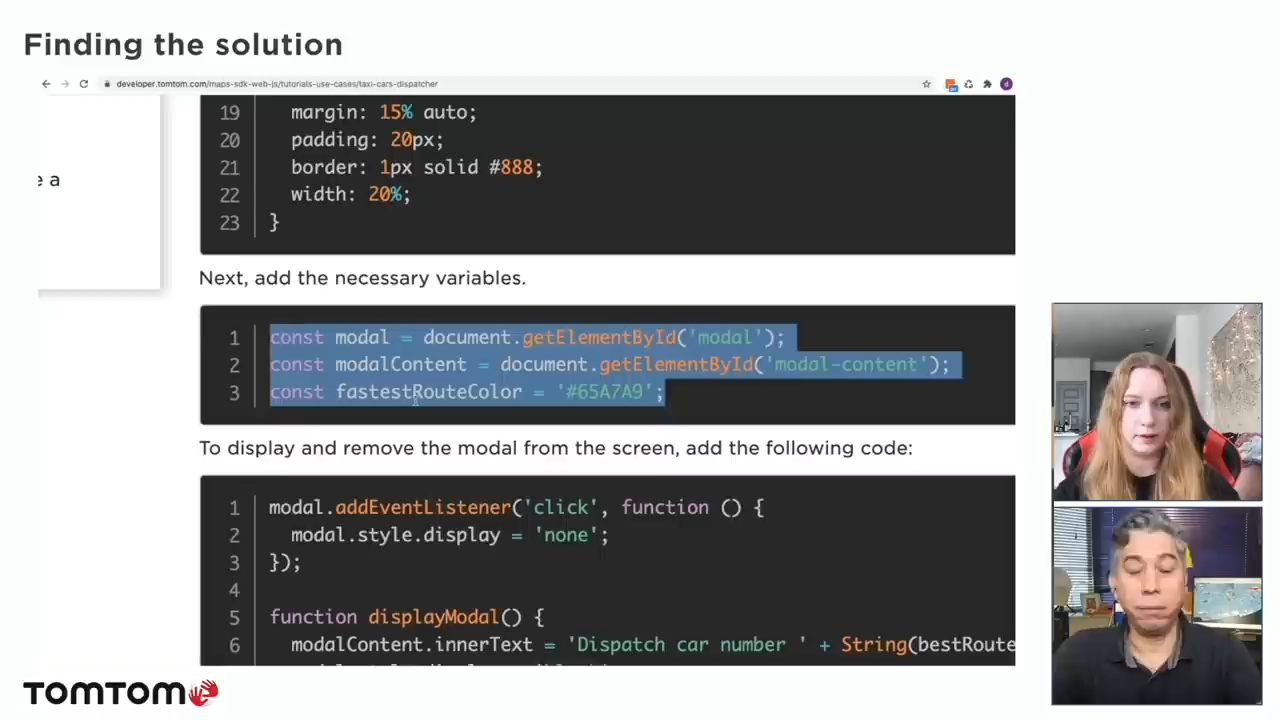 Finding the solution
developer.tomtom.com/maps-sdk-web-js/tutorials-use-cases/taxi-cars-dispatcher
19 margin: 15% auto;
20 padding: 20px;
e a
21 border: 1px solid #888;
22 width: 20%;
23 }
Next, add the necessary variables.
1 const modal = document.getElementById('modal');
2 const modalContent = document.getElementById('modal-content');
3 const fastestRouteColor = '#65A7A9';
To display and remove the modal from the screen, add the following code:
1 modal.addEventListener('click', function () {
2 modal.style.display = 'none';
3 });
4
5 function displayModal() {
6 modalContent.innerText = 'Dispatch car number ' + String(bestRoute
TOMTOM